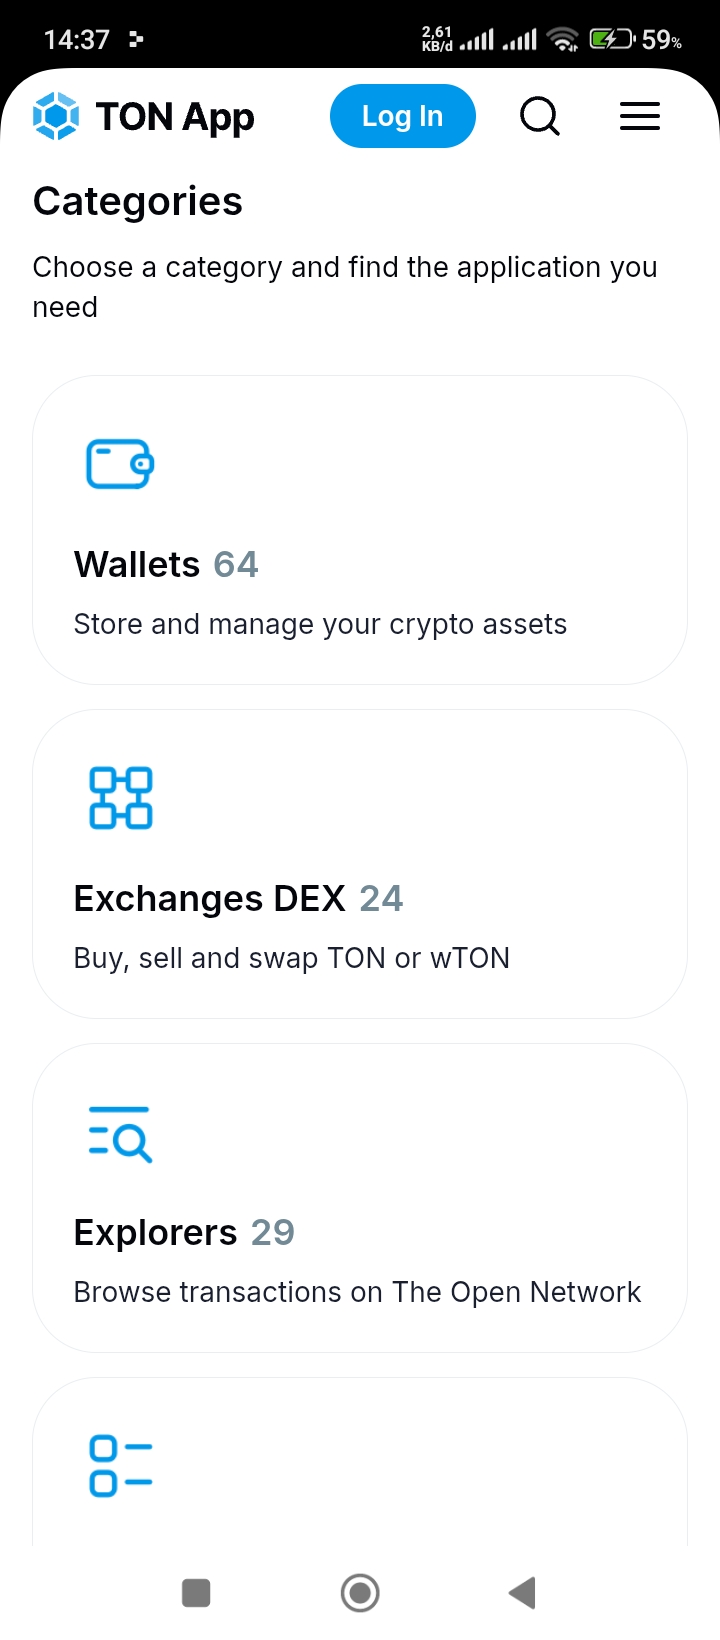 14:37
2,61
KB/d
59%
TON App
Log In
Categories
Choose a category and find the application you
need
Wallets 64
Store and manage your crypto assets
Exchanges DEX 24
Buy, sell and swap TON or wTON
Explorers 29
Browse transactions on The Open Network